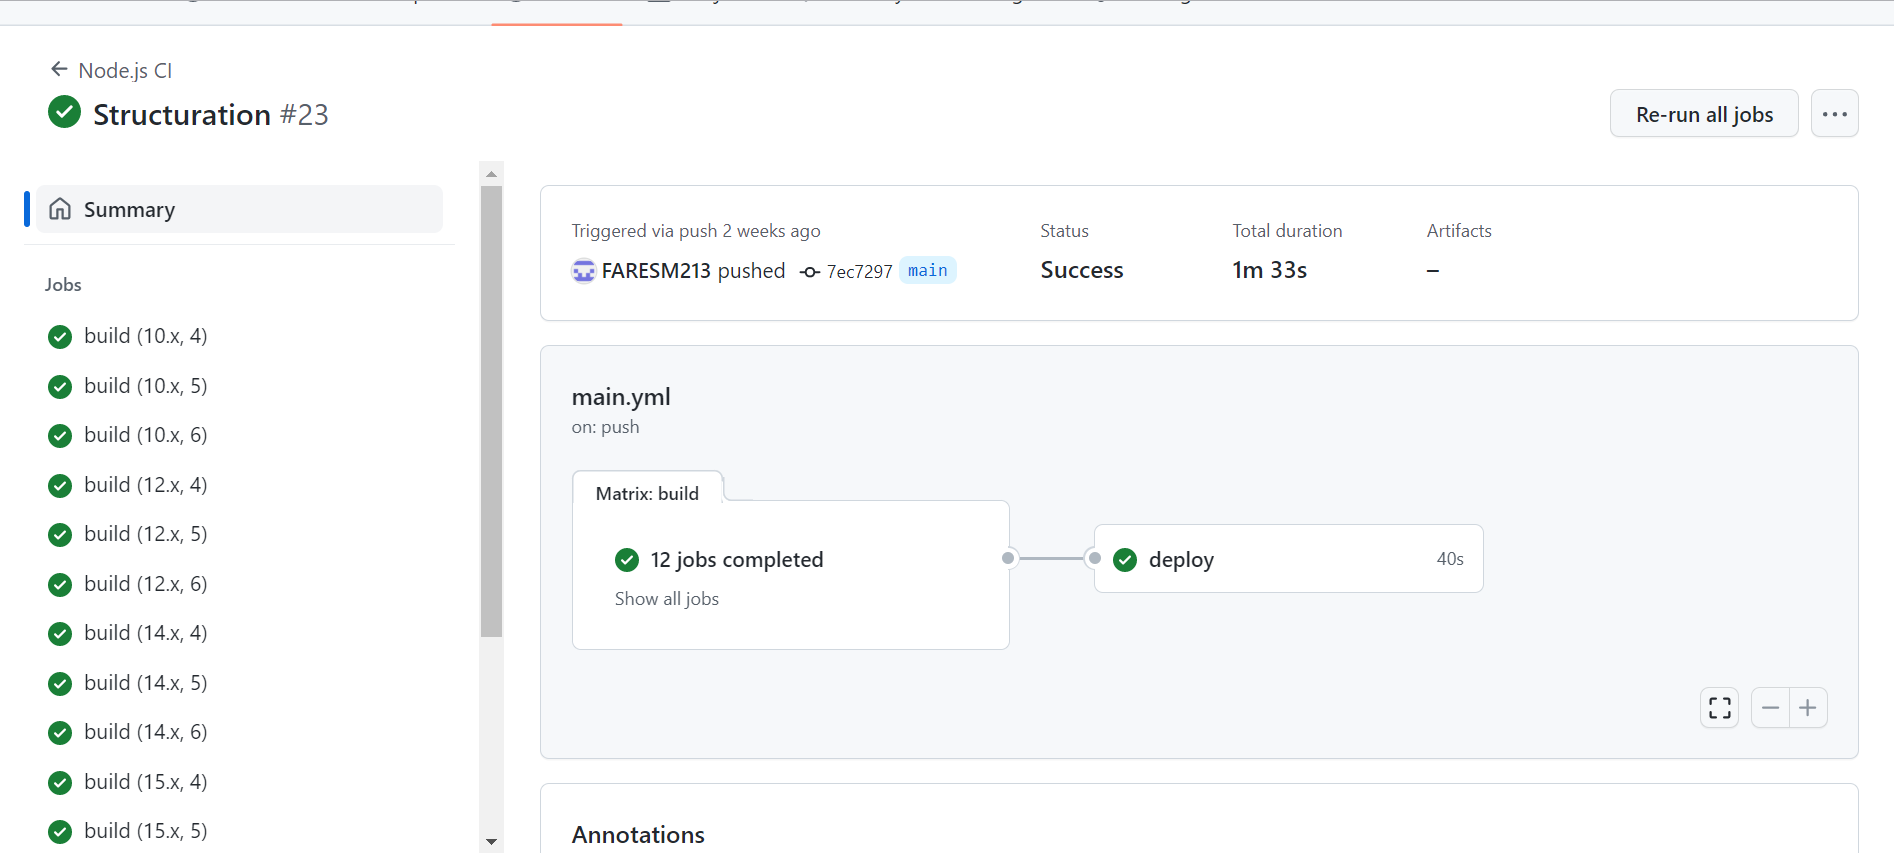 Node.js CI
Structuration #23
Re-run all jobs
Summary
Jobs
build (10.x, 4)
build (10.x, 5)
build (10.x, 6)
build (12.x, 4)
build (12.x, 5)
build (12.x, 6)
build (14.x, 4)
build (14.x, 5)
build (14.x, 6)
build (15.x, 4)
build (15.x, 5)
Triggered via push 2 weeks ago
FARESM213 pushed 7ec7297 main
Status
Success
Total duration
1m 33s
Artifacts
–
main.yml
on: push
Matrix: build
12 jobs completed
Show all jobs
deploy 40s
Annotations